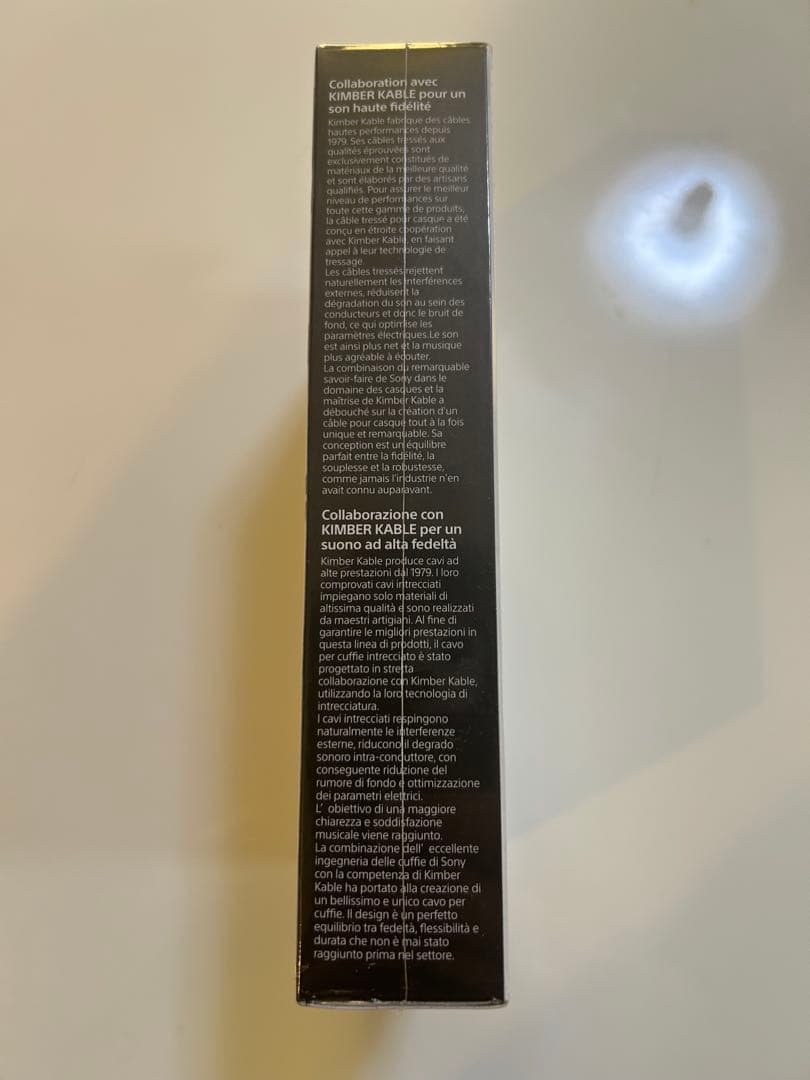 Collaboration avec
KIMBER KABLE pour un
son haute fidélité
Kimber Kable fabrique des câbles
hautes performances depuis
1979. Ses câbles tressés aux
qualités éprouvées sont
exclusivement constitués de
matériaux de la meilleure qualité
et sont élaborés par des artisans
qualifiés. Pour assurer le meilleur
niveau de performances sur
toute cette gamme de produits,
la câble tressé pour casque a été
conçu en étroite coopération
avec Kimber Kable, en faisant
appel à leur technologie de
tressage.
Les câbles tressés rejettent
naturellement les interférences
externes, réduisent la
dégradation du son au sein des
conducteurs et donc le bruit de
fond, ce qui optimise les
paramètres électriques.Le son
est ainsi plus net et la musique
plus agréable à écouter.
La combinaison du remarquable
savoir-faire de Sony dans le
domaine des casques et la
maîtrise de Kimber Kable a
débouché sur la création d'un
câble pour casque tout à la fois
unique et remarquable. Sa
conception est un équilibre
parfait entre la fidélité, la
souplesse et la robustesse,
comme jamais l'industrie n'en
avait connu auparavant.
Collaborazione con
KIMBER KABLE per un
suono ad alta fedeltà
Kimber Kable produce cavi ad
alte prestazioni dal 1979. I loro
comprovati cavi intrecciati
impiegano solo materiali di
altissima qualità e sono realizzati
da maestri artigiani. Al fine di
garantire le migliori prestazioni in
questa linea di prodotti, il cavo
per cuffie intrecciato è stato
progettato in stretta
collaborazione con Kimber Kable,
utilizzando la loro tecnologia di
intrecciatura.
I cavi intrecciati respingono
naturalmente le interferenze
esterne, riducono il degrado
sonoro intra-conduttore, con
conseguente riduzione del
rumore di fondo e ottimizzazione
dei parametri elettrici.
L' obiettivo di una maggiore
chiarezza e soddisfazione
musicale viene raggiunto.
La combinazione dell' eccellente
ingegneria delle cuffie di Sony
con la competenza di Kimber
Kable ha portato alla creazione di
un bellissimo e unico cavo per
cuffie. Il design è un perfetto
equilibrio tra fedeltà, flessibilità e
durata che non è mai stato
raggiunto prima nel settore.